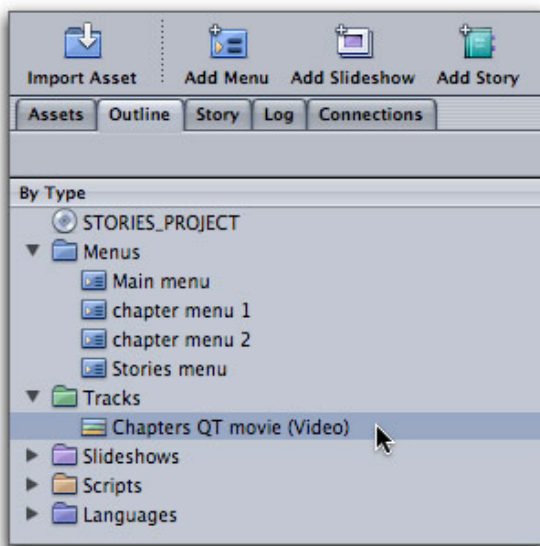 Import Asset Add Menu Add Slideshow Add Story
Assets Outline Story Log Connections
By Type
STORIES_PROJECT
Menus
Main menu
chapter menu 1
chapter menu 2
Stories menu
Tracks
Chapters QT movie (Video)
Slideshows
Scripts
Languages